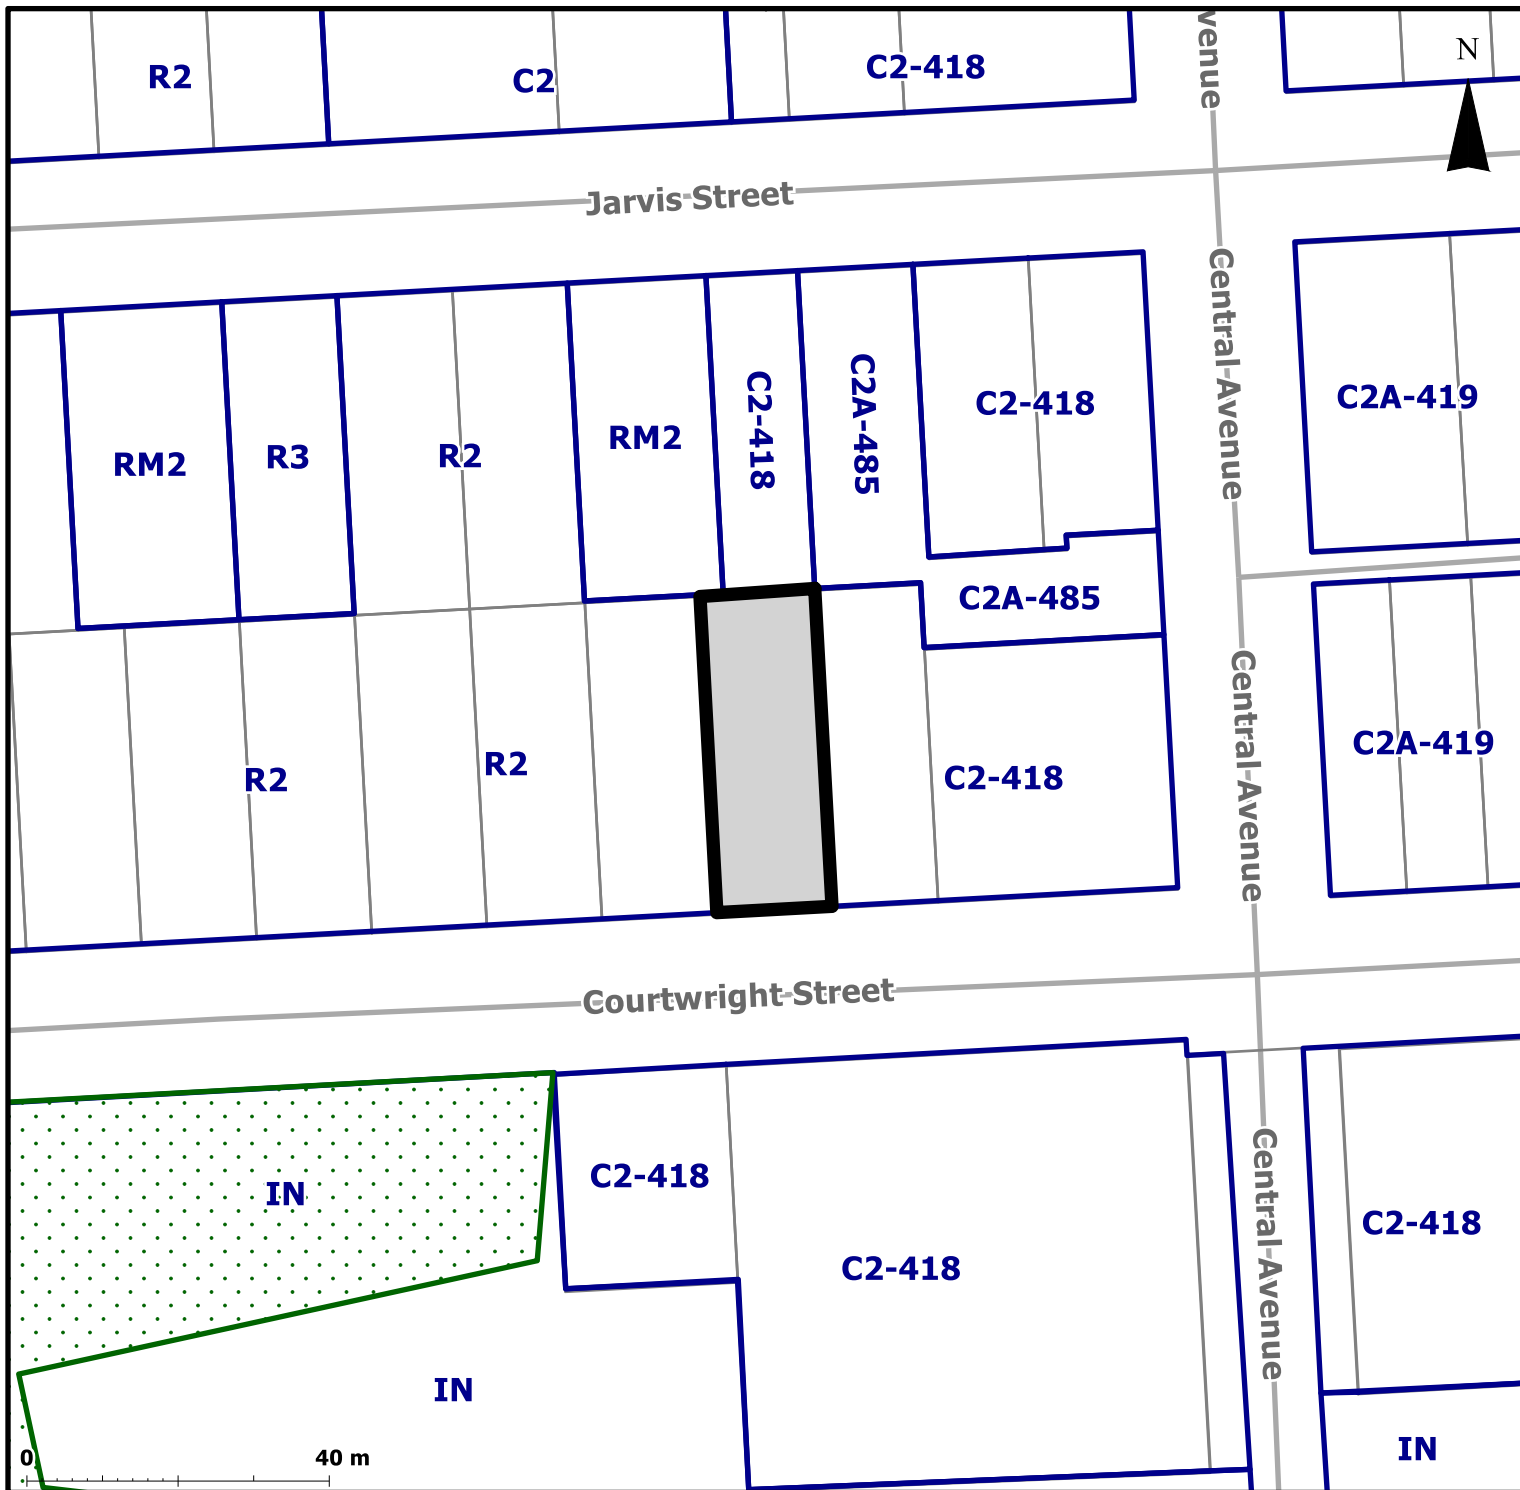 R2
C2
C2-418
venue
N
Jarvis Street
RM2
R3
R2
RM2
C2-418
C2A-485
C2-418
Central Avenue
C2A-419
C2A-485
R2
R2
C2-418
Central Avenue
C2A-419
Courtwright Street
IN
C2-418
C2-418
Central Avenue
C2-418
IN
IN
0 40 m